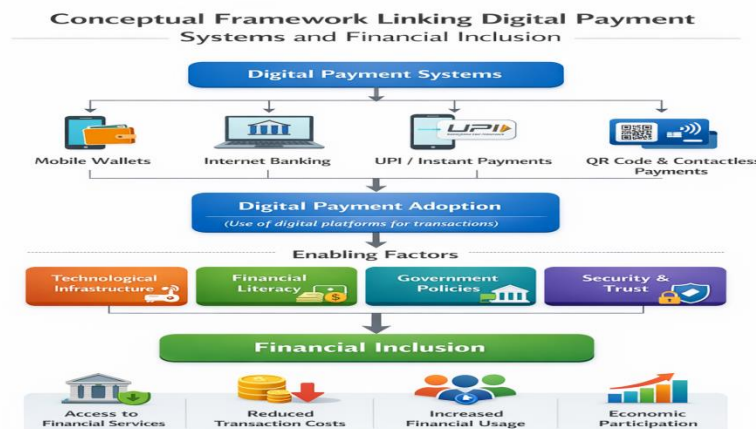 Conceptual Framework Linking Digital Payment
Systems and Financial Inclusion
Digital Payment Systems
UPI
Mobile Wallets
Internet Banking
UPI / Instant Payments
QR Code & Contactless
Payments
Digital Payment Adoption
(Use of digital platforms for transactions)
Enabling Factors
Technological
Infrastructure
Financial
Literacy
Government
Policies
Security &
Trust
Financial Inclusion
Access to
Financial Services
Reduced
Transaction Costs
Increased
Financial Usage
Economic
Participation